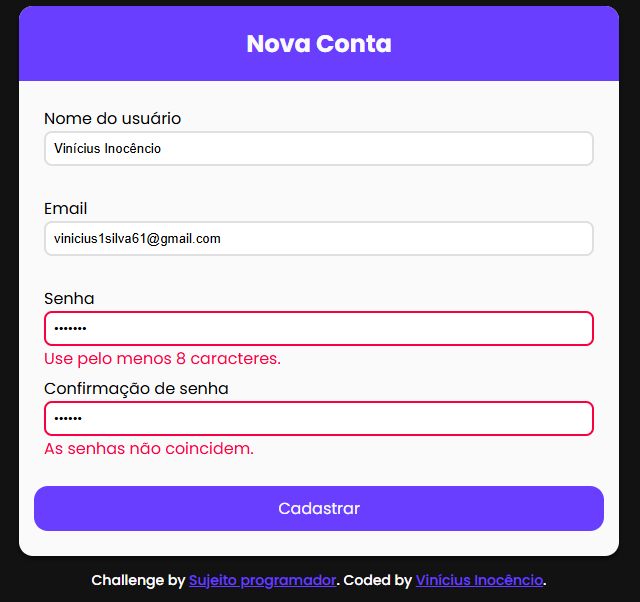 Nova Conta
Nome do usuário
Vinícius Inocêncio
Email
vinicius1silva61@gmail.com
Senha
•••••••
Use pelo menos 8 caracteres.
Confirmação de senha
••••••
As senhas não coincidem.
Cadastrar
Challenge by Sujeito programador. Coded by Vinícius Inocêncio.